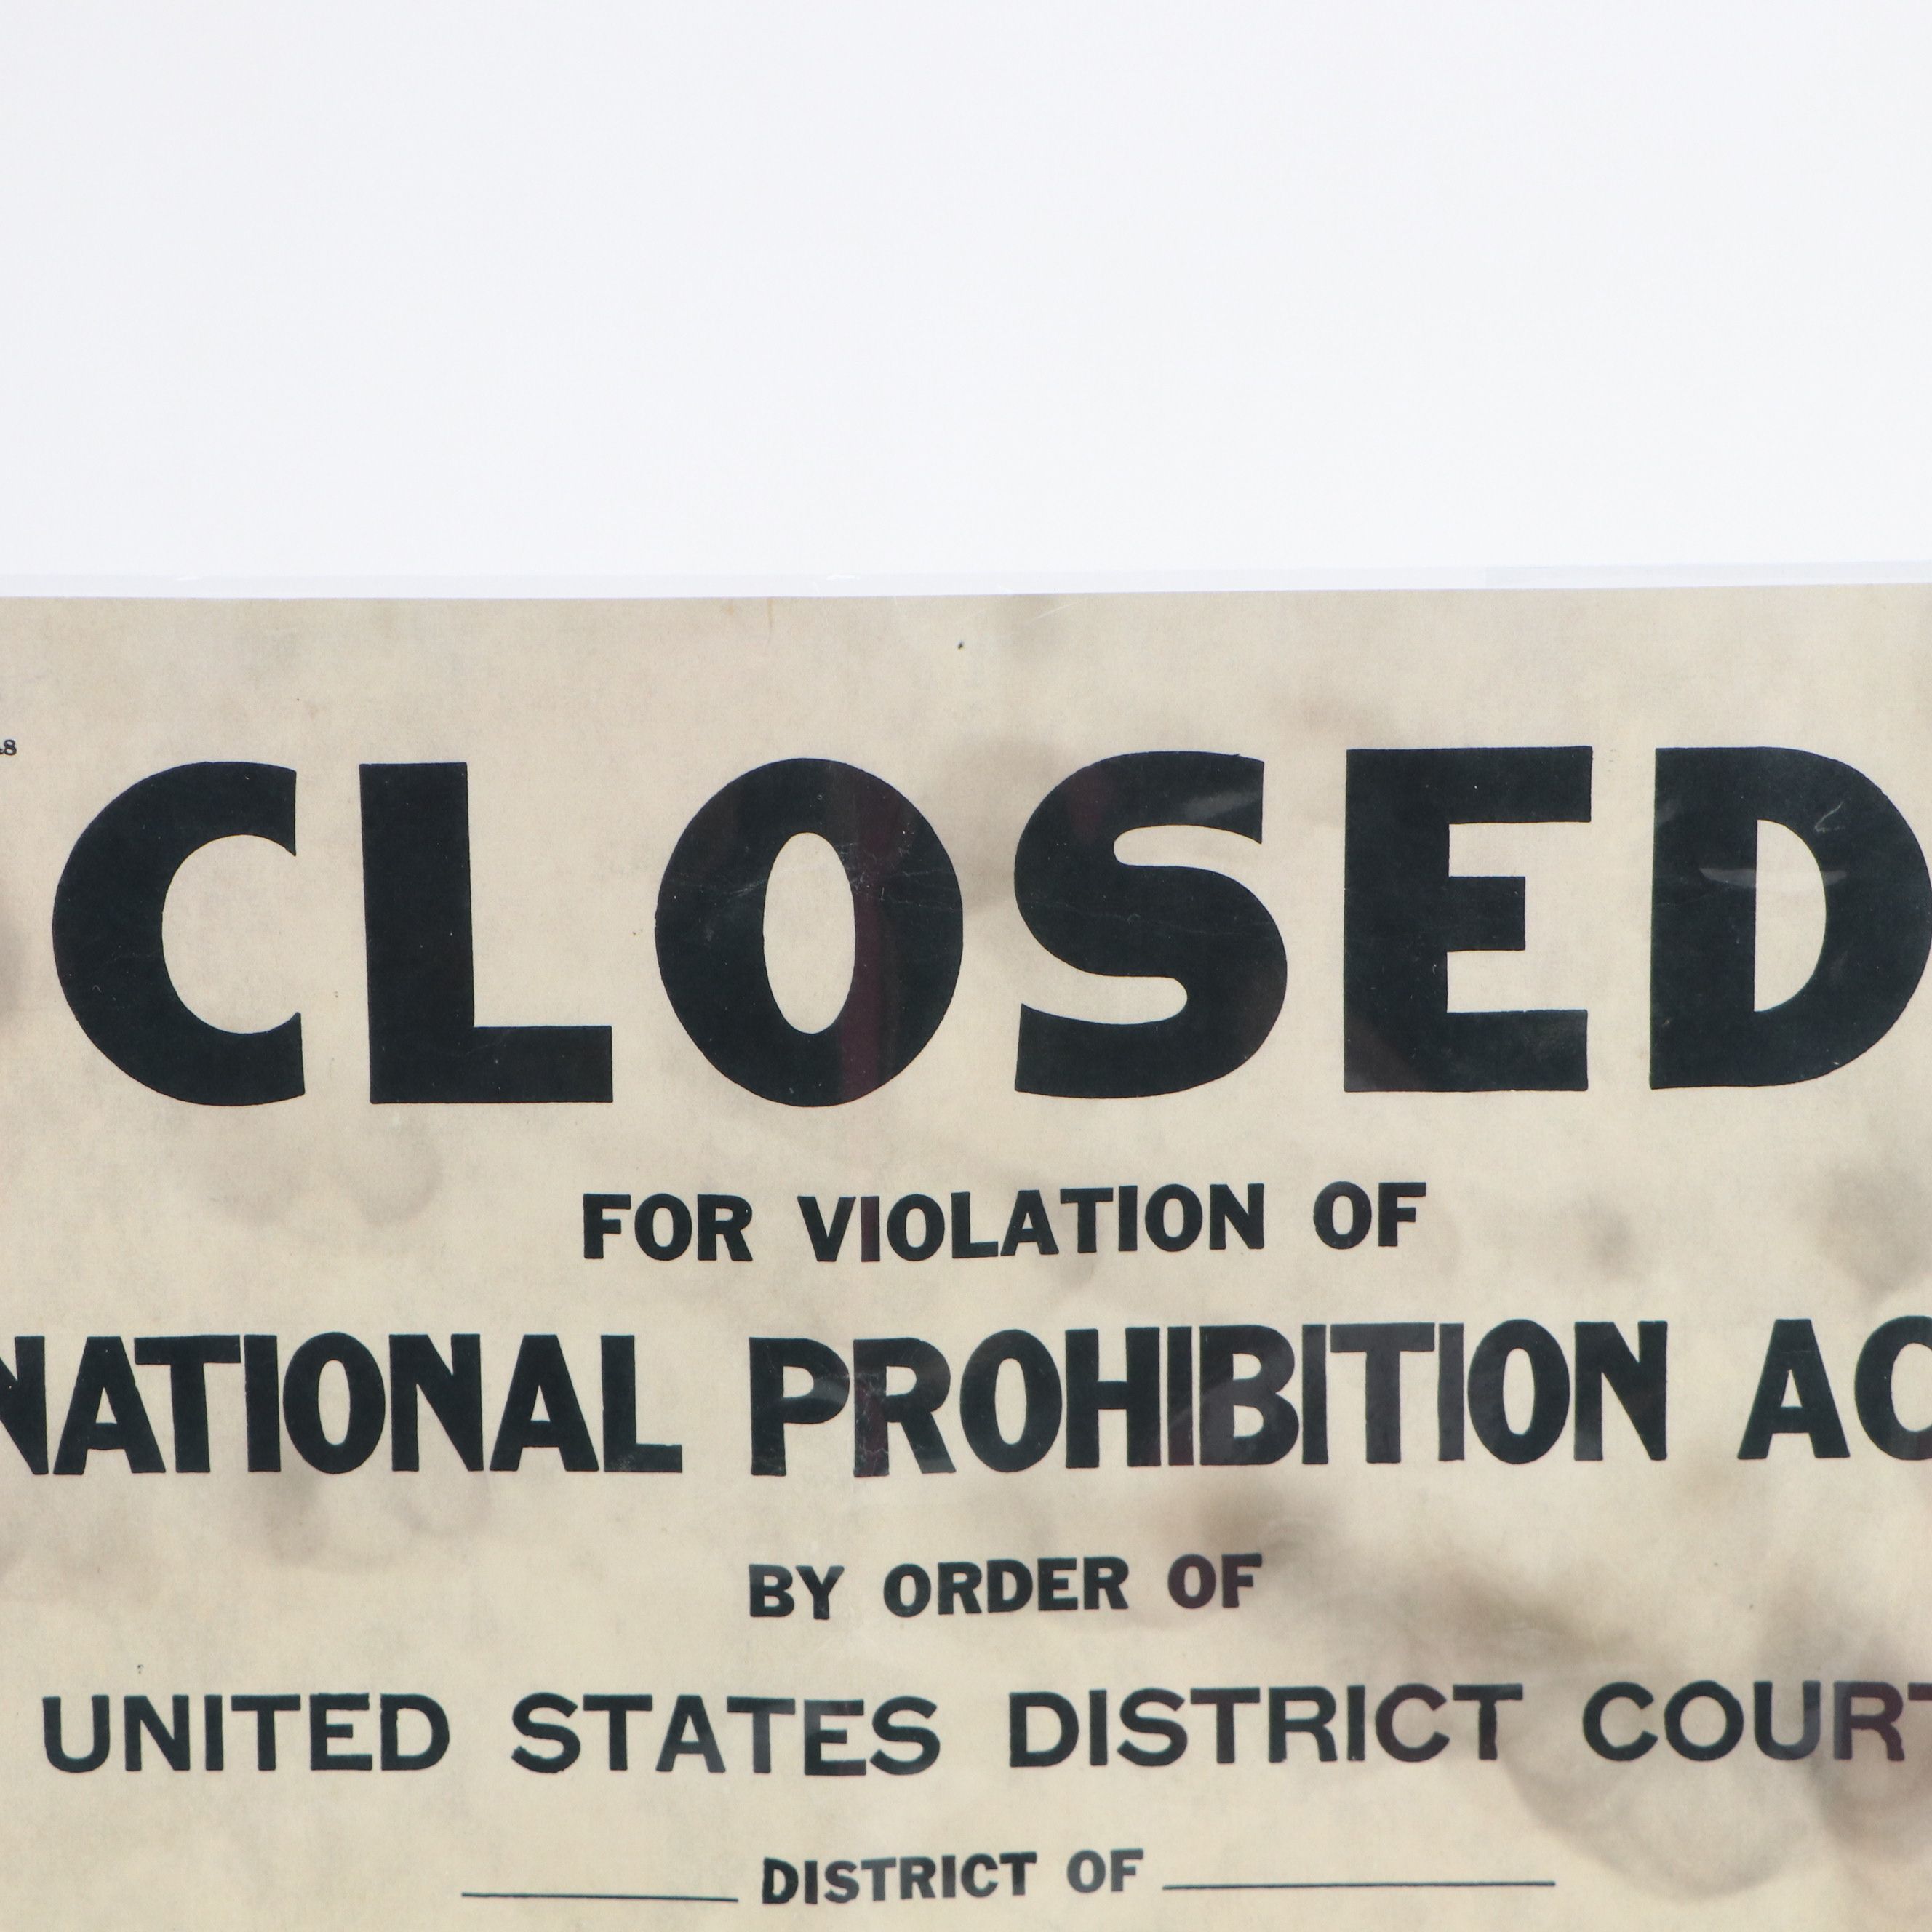 CLOSED
FOR VIOLATION OF
NATIONAL PROHIBITION AC
BY ORDER OF
UNITED STATES DISTRICT COURT
DISTRICT OF